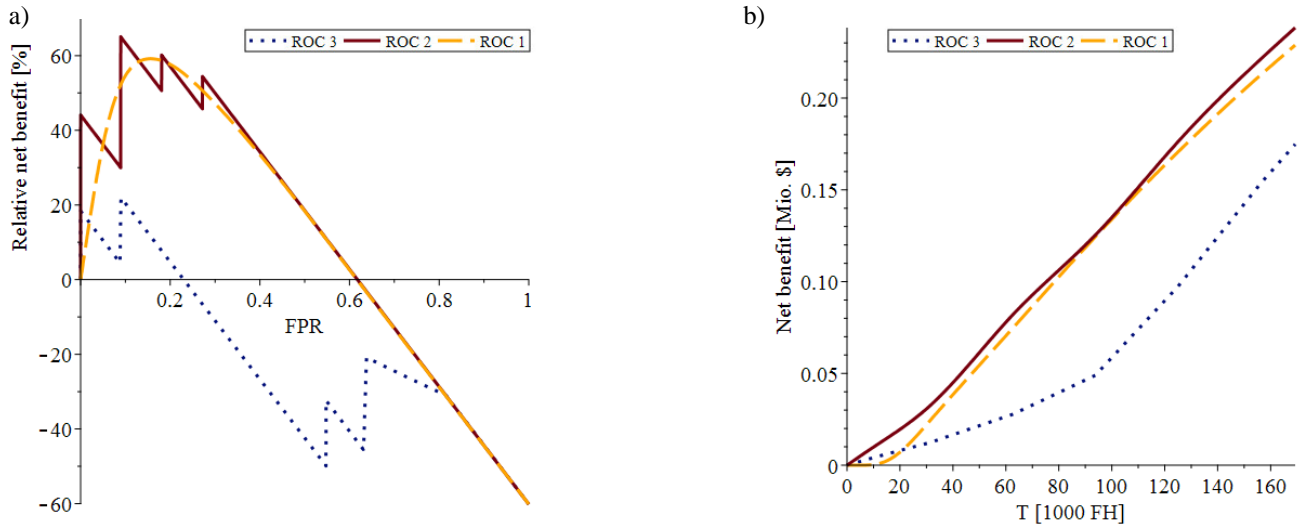 a)
Relative net benefit [%]
ROC 3 ROC 2 ROC 1
60
40
20
0
−20
−40
−60
0.2 0.4 0.6 0.8 1
FPR
b)
Net benefit [Mio. $]
ROC 3 ROC 2 ROC 1
0.20
0.15
0.10
0.05
0
0 20 40 60 80 100 120 140 160
T [1000 FH]